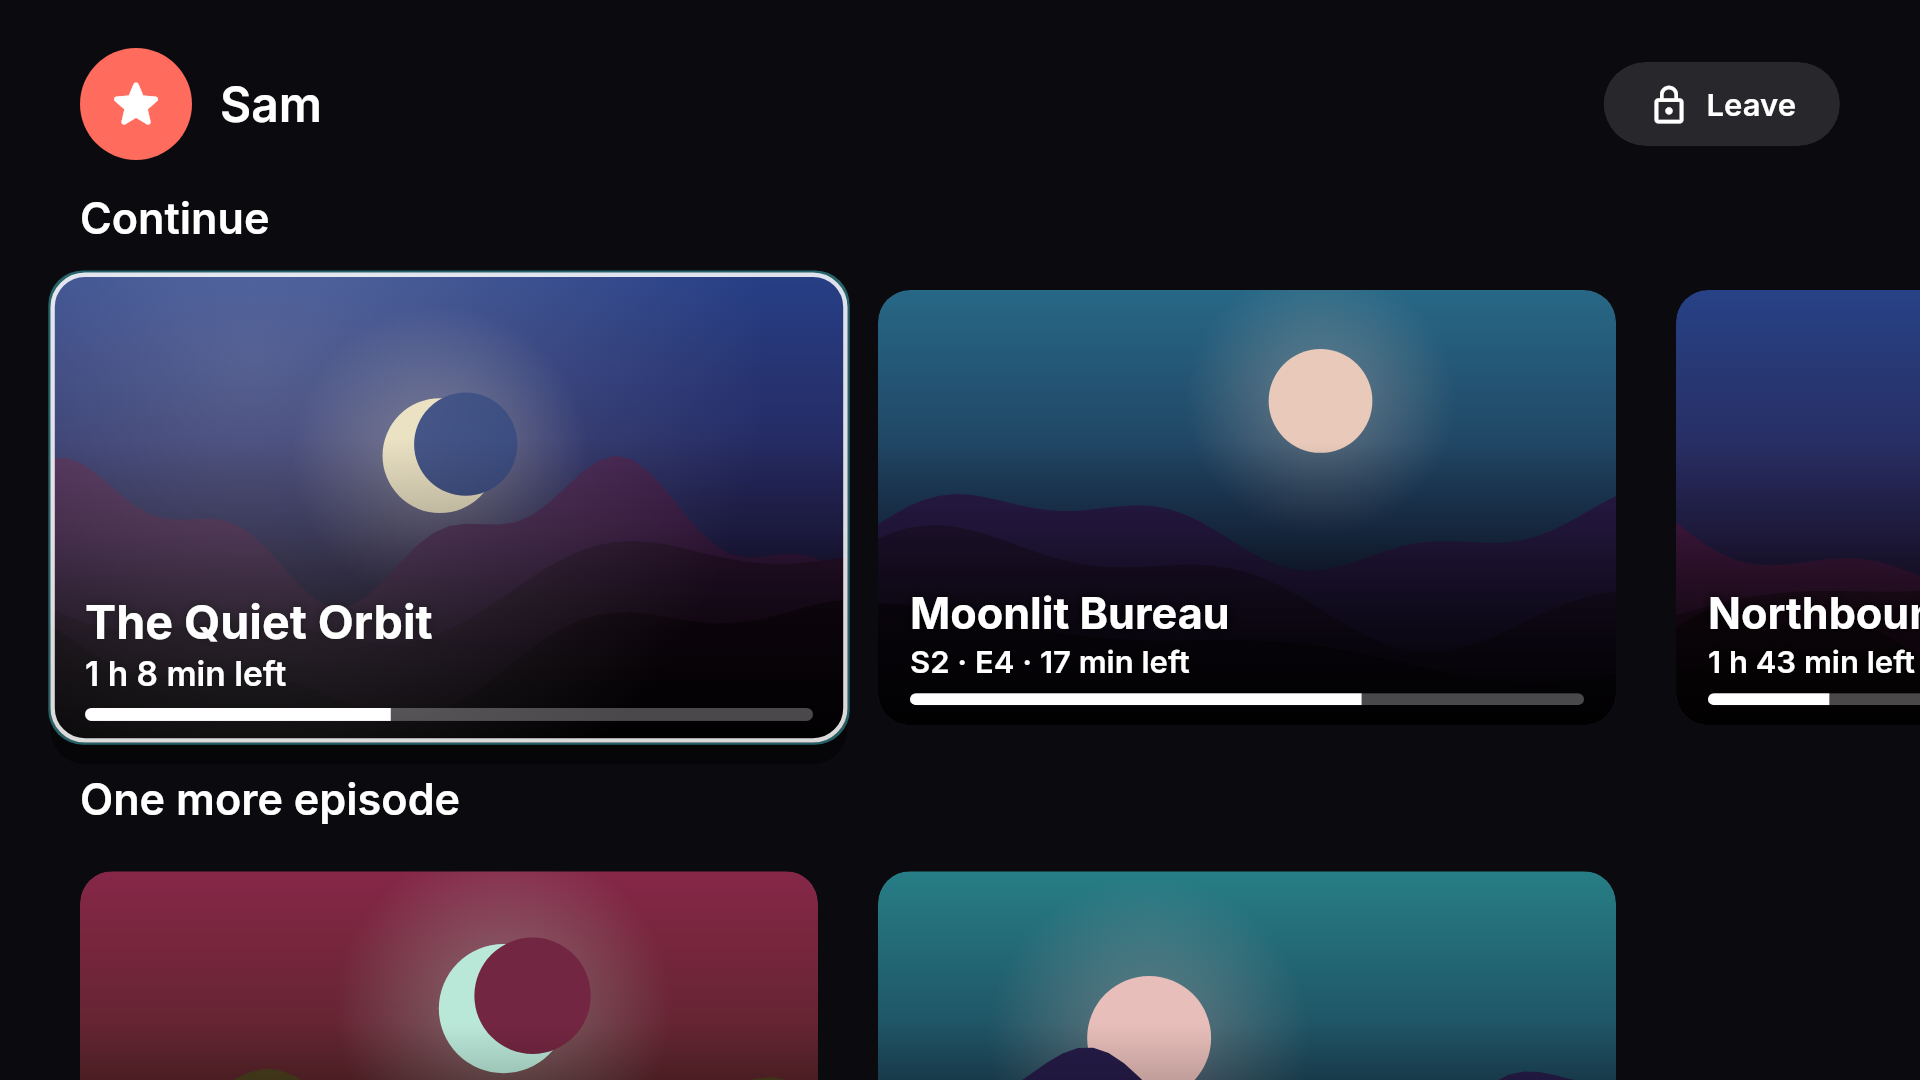 Sam
Leave
Continue
The Quiet Orbit
1 h 8 min left
Moonlit Bureau
S2 · E4 · 17 min left
1 h 43 min left
One more episode